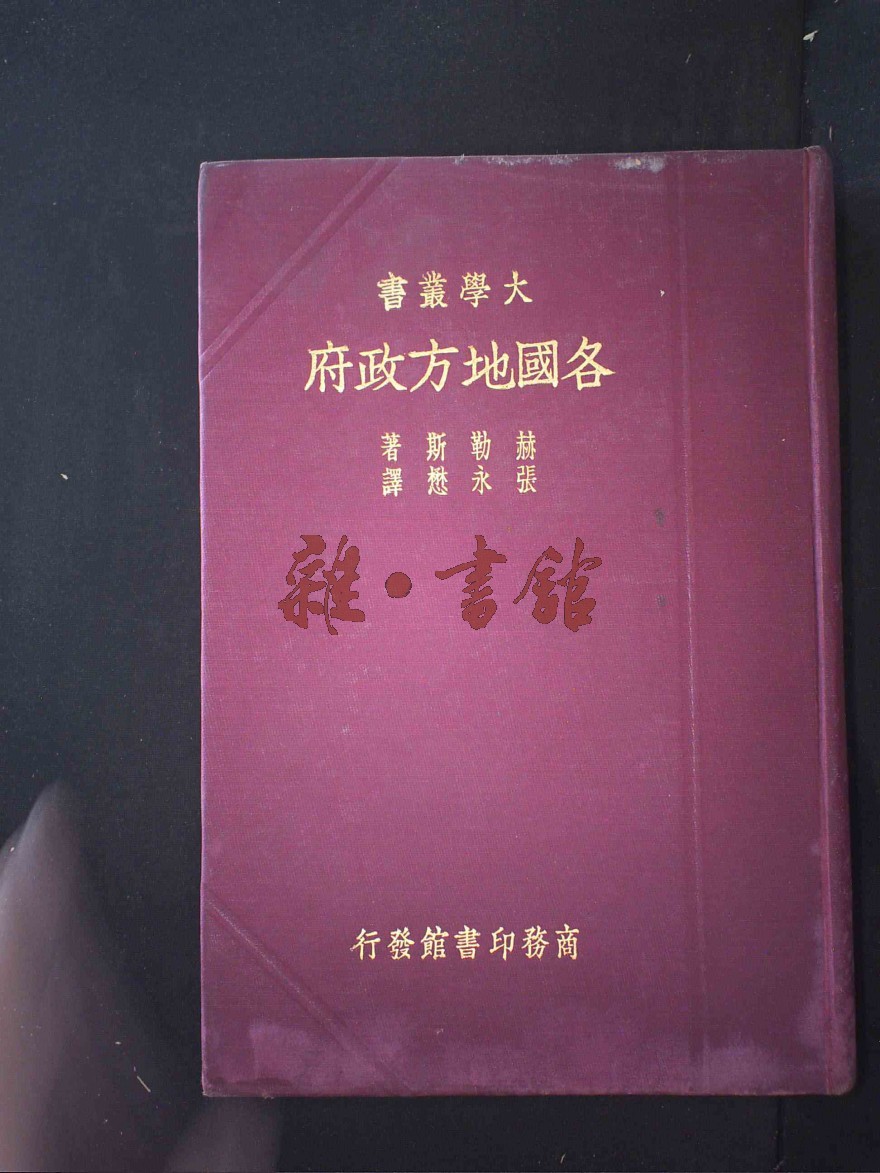 大學叢書
各國地方政府
赫勒斯著
張永懋譯
雜·書館
商務印書館發行